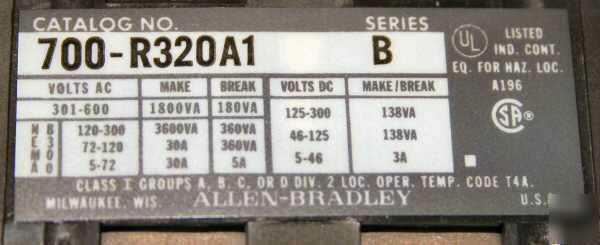 CATALOG NO. SERIES
700-R320A1 B
UL LISTED
IND. CONT.
EQ. FOR HAZ. LOC.
A196
VOLTS AC MAKE BREAK VOLTS DC MAKE/BREAK
301-600 1800VA 180VA 125-300 138VA
NEMA B300 120-300 3600VA 360VA
72-120 30A 360VA 46-125 138VA
5-72 30A 5A 5-46 3A
SA
CLASS I GROUPS A, B, C, OR D DIV. 2 LOC. OPER. TEMP. CODE T4A.
MILWAUKEE, WIS. ALLEN-BRADLEY U.S.